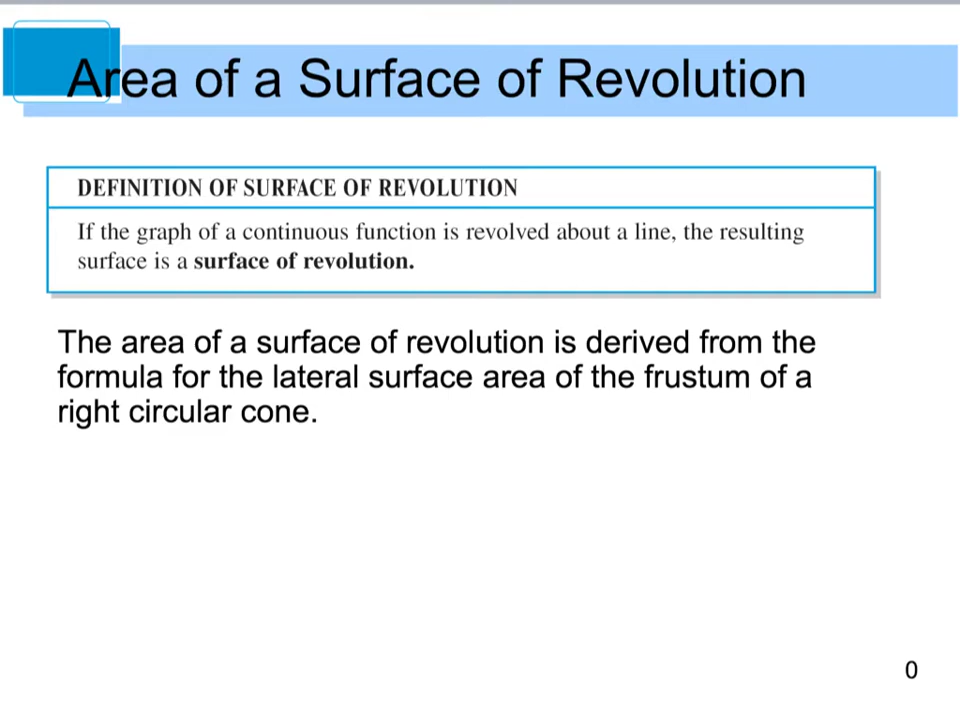 Area of a Surface of Revolution
DEFINITION OF SURFACE OF REVOLUTION
If the graph of a continuous function is revolved about a line, the resulting
surface is a surface of revolution.
The area of a surface of revolution is derived from the
formula for the lateral surface area of the frustum of a
right circular cone.
0